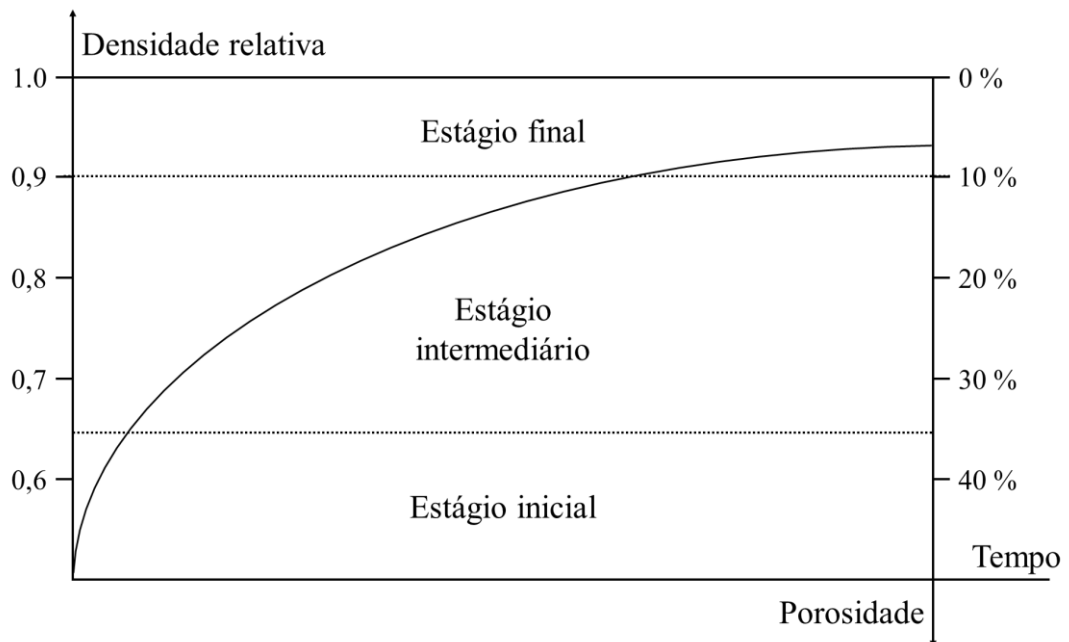 Densidade relativa
1.0
0 %
Estágio final
0,9
10 %
0,8
20 %
Estágio
intermediário
0,7
30 %
0,6
40 %
Estágio inicial
Tempo
Porosidade